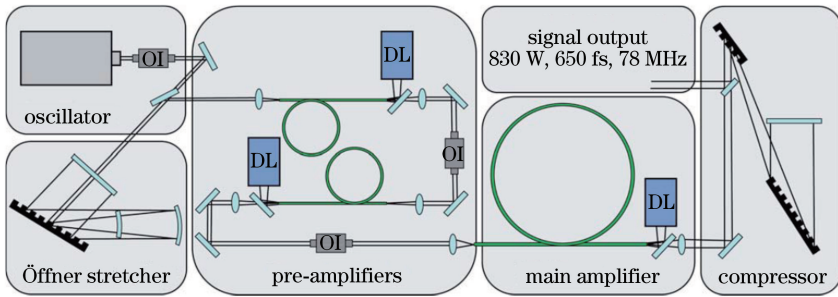 OI
oscillator
DL
OI
DL
OI
pre-amplifiers
Öffner stretcher
signal output
830 W, 650 fs, 78 MHz
DL
main amplifier
compressor